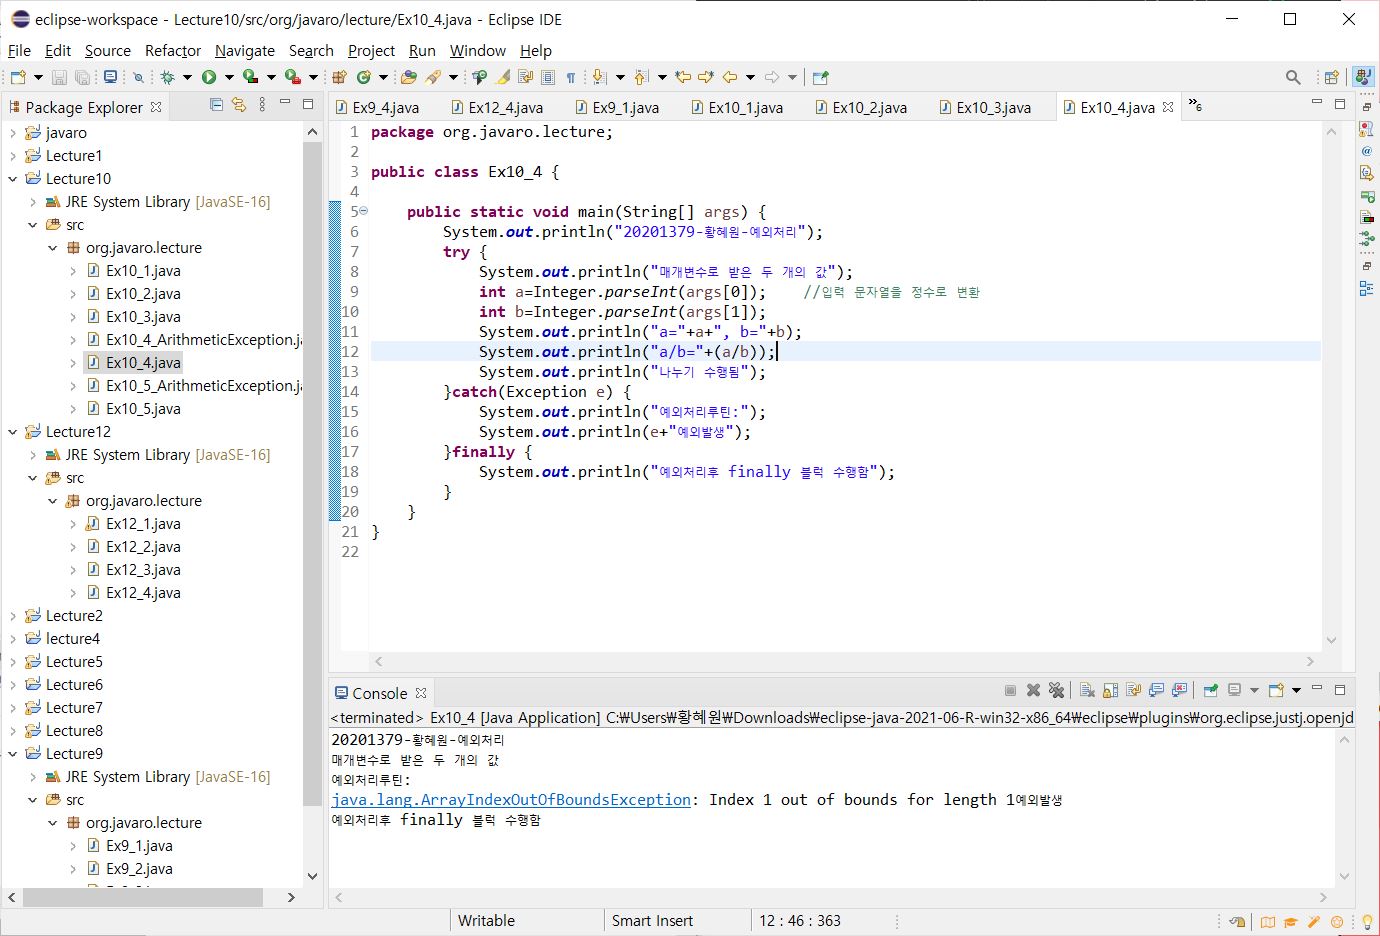 eclipse-workspace - Lecture10/src/org/javaro/lecture/Ex10_4.java - Eclipse IDE
File Edit Source Refactor Navigate Search Project Run Window Help
Package Explorer
javaro
Lecture1
Lecture10
JRE System Library [JavaSE-16]
src
org.javaro.lecture
Ex10_1.java
Ex10_2.java
Ex10_3.java
Ex10_4_ArithmeticException.ja
Ex10_4.java
Ex10_5_ArithmeticException.ja
Ex10_5.java
Lecture12
JRE System Library [JavaSE-16]
src
org.javaro.lecture
Ex12_1.java
Ex12_2.java
Ex12_3.java
Ex12_4.java
Lecture2
lecture4
Lecture5
Lecture6
Lecture7
Lecture8
Lecture9
JRE System Library [JavaSE-16]
src
org.javaro.lecture
Ex9_1.java
Ex9_2.java
Ex9_4.java Ex12_4.java Ex9_1.java Ex10_1.java Ex10_2.java Ex10_3.java Ex10_4.java »6
1 package org.javaro.lecture;
2
3 public class Ex10_4 {
4
5 public static void main(String[] args) {
6 System.out.println("20201379-황혜원-예외처리");
7 try {
8 System.out.println("매개변수로 받은 두 개의 값");
9 int a=Integer.parseInt(args[0]); //입력 문자열을 정수로 변환
10 int b=Integer.parseInt(args[1]);
11 System.out.println("a="+a+", b="+b);
12 System.out.println("a/b="+(a/b));
13 System.out.println("나누기 수행됨");
14 }catch(Exception e) {
15 System.out.println("예외처리루틴:");
16 System.out.println(e+"예외발생");
17 }finally {
18 System.out.println("예외처리후 finally 블럭 수행함");
19 }
20 }
21 }
22
Console
<terminated> Ex10_4 [Java Application] C:₩Users₩황혜원₩Downloads₩eclipse-java-2021-06-R-win32-x86_64₩eclipse₩plugins₩org.eclipse.justj.openjd
20201379-황혜원-예외처리
매개변수로 받은 두 개의 값
예외처리루틴:
java.lang.ArrayIndexOutOfBoundsException: Index 1 out of bounds for length 1예외발생
예외처리후 finally 블럭 수행함
Writable Smart Insert 12 : 46 : 363